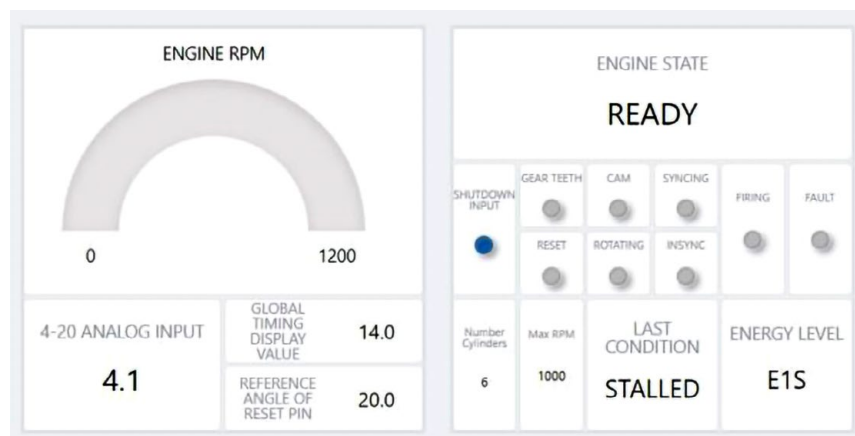 ENGINE RPM
0
1200
4-20 ANALOG INPUT
4.1
GLOBAL
TIMING
DISPLAY
VALUE
14.0
REFERENCE
ANGLE OF
RESET PIN
20.0
ENGINE STATE
READY
SHUTDOWN
INPUT
GEAR TEETH
CAM
SYNCING
RESET
ROTATING
INSYNC
FIRING
FAULT
Number
Cylinders
6
Max RPM
1000
LAST
CONDITION
STALLED
ENERGY LEVEL
E1S